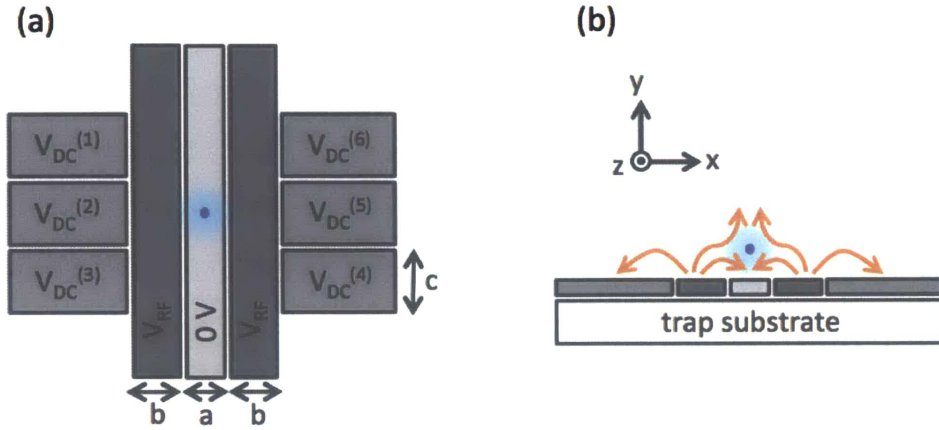 (a)
V_DC^(1)
V_DC^(2)
V_DC^(3)
V_RF
0 V
V_RF
V_DC^(6)
V_DC^(5)
V_DC^(4)
c
b
a
b
(b)
y
z
x
trap substrate